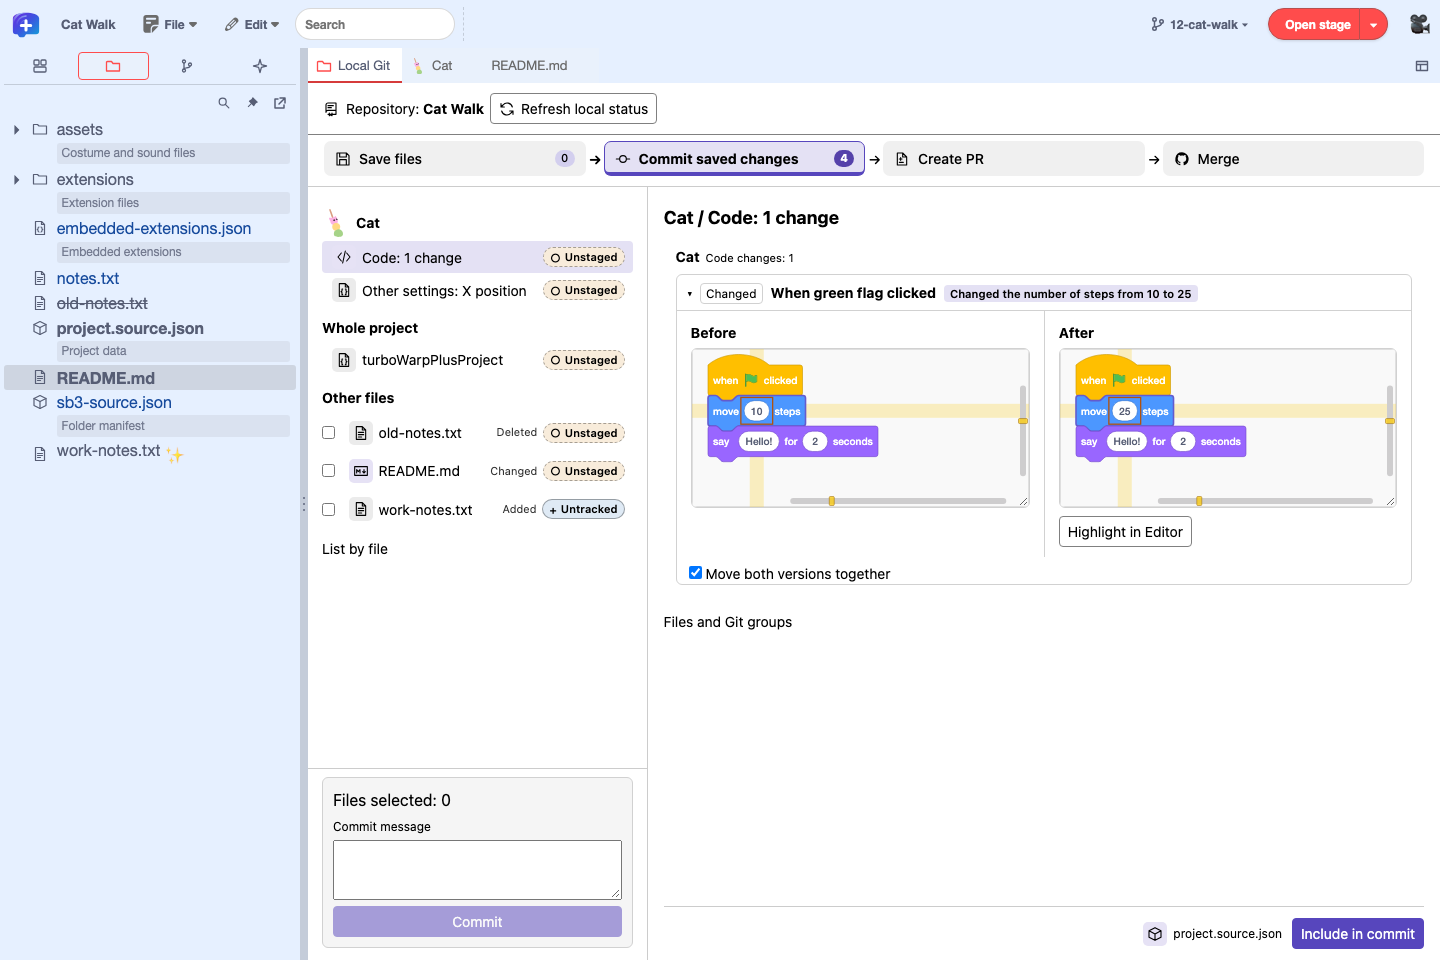 Cat Walk
File
Edit
Search
12-cat-walk
Open stage
Local Git
Cat
README.md
assets
Costume and sound files
extensions
Extension files
embedded-extensions.json
Embedded extensions
notes.txt
old-notes.txt
project.source.json
Project data
README.md
sb3-source.json
Folder manifest
work-notes.txt
Repository: Cat Walk
Refresh local status
Save files 0
Commit saved changes 4
Create PR
Merge
Cat
Code: 1 change Unstaged
Other settings: X position Unstaged
Whole project
turboWarpPlusProject Unstaged
Other files
old-notes.txt Deleted Unstaged
README.md Changed Unstaged
work-notes.txt Added + Untracked
List by file
Files selected: 0
Commit message
Commit
Cat / Code: 1 change
Cat Code changes: 1
Changed When green flag clicked Changed the number of steps from 10 to 25
Before
when clicked
move 10 steps
say Hello! for 2 seconds
After
when clicked
move 25 steps
say Hello! for 2 seconds
Highlight in Editor
Move both versions together
Files and Git groups
project.source.json
Include in commit